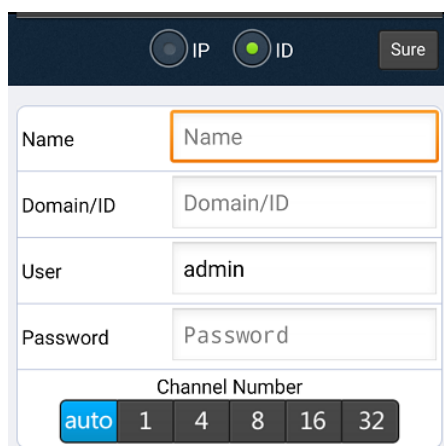 IP ID Sure
Name Name
Domain/ID Domain/ID
User admin
Password Password
Channel Number
auto 1 4 8 16 32